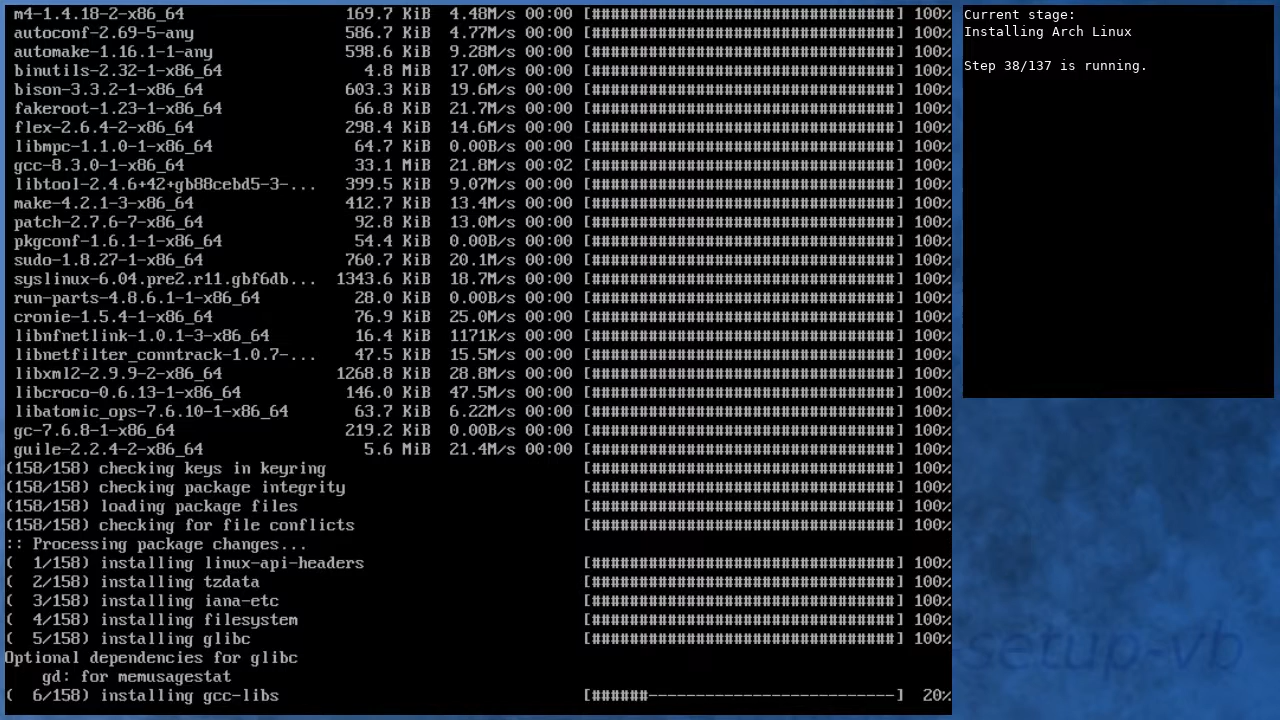 m4-1.4.18-2-x86_64 169.7 KiB 4.48M/s 00:00 [################################] 100%
autoconf-2.69-5-any 586.7 KiB 4.77M/s 00:00 [################################] 100%
automake-1.16.1-1-any 598.6 KiB 9.28M/s 00:00 [################################] 100%
binutils-2.32-1-x86_64 4.8 MiB 17.0M/s 00:00 [################################] 100%
bison-3.3.2-1-x86_64 603.3 KiB 19.6M/s 00:00 [################################] 100%
fakeroot-1.23-1-x86_64 66.8 KiB 21.7M/s 00:00 [################################] 100%
flex-2.6.4-2-x86_64 298.4 KiB 14.6M/s 00:00 [################################] 100%
libmpc-1.1.0-1-x86_64 64.7 KiB 0.00B/s 00:00 [################################] 100%
gcc-8.3.0-1-x86_64 33.1 MiB 21.8M/s 00:02 [################################] 100%
libtool-2.4.6+42+gb88cebd5-3-... 399.5 KiB 9.07M/s 00:00 [################################] 100%
make-4.2.1-3-x86_64 412.7 KiB 13.4M/s 00:00 [################################] 100%
patch-2.7.6-7-x86_64 92.8 KiB 13.0M/s 00:00 [################################] 100%
pkgconf-1.6.1-1-x86_64 54.4 KiB 0.00B/s 00:00 [################################] 100%
sudo-1.8.27-1-x86_64 760.7 KiB 20.1M/s 00:00 [################################] 100%
syslinux-6.04.pre2.r11.gbf6db... 1343.6 KiB 18.7M/s 00:00 [################################] 100%
run-parts-4.8.6.1-1-x86_64 28.0 KiB 0.00B/s 00:00 [################################] 100%
cronie-1.5.4-1-x86_64 76.9 KiB 25.0M/s 00:00 [################################] 100%
libnfnetlink-1.0.1-3-x86_64 16.4 KiB 1171K/s 00:00 [################################] 100%
libnetfilter_conntrack-1.0.7-... 47.5 KiB 15.5M/s 00:00 [################################] 100%
libxml2-2.9.9-2-x86_64 1268.8 KiB 28.8M/s 00:00 [################################] 100%
libcroco-0.6.13-1-x86_64 146.0 KiB 47.5M/s 00:00 [################################] 100%
libatomic_ops-7.6.10-1-x86_64 63.7 KiB 6.22M/s 00:00 [################################] 100%
gc-7.6.8-1-x86_64 219.2 KiB 0.00B/s 00:00 [################################] 100%
guile-2.2.4-2-x86_64 5.6 MiB 21.4M/s 00:00 [################################] 100%
(158/158) checking keys in keyring [################################] 100%
(158/158) checking package integrity [################################] 100%
(158/158) loading package files [################################] 100%
(158/158) checking for file conflicts [################################] 100%
:: Processing package changes...
( 1/158) installing linux-api-headers [################################] 100%
( 2/158) installing tzdata [################################] 100%
( 3/158) installing iana-etc [################################] 100%
( 4/158) installing filesystem [################################] 100%
( 5/158) installing glibc [################################] 100%
Optional dependencies for glibc
gd: for memusagestat
( 6/158) installing gcc-libs [######--------------------------] 20%
Current stage:
Installing Arch Linux
Step 38/137 is running.
setup-vb